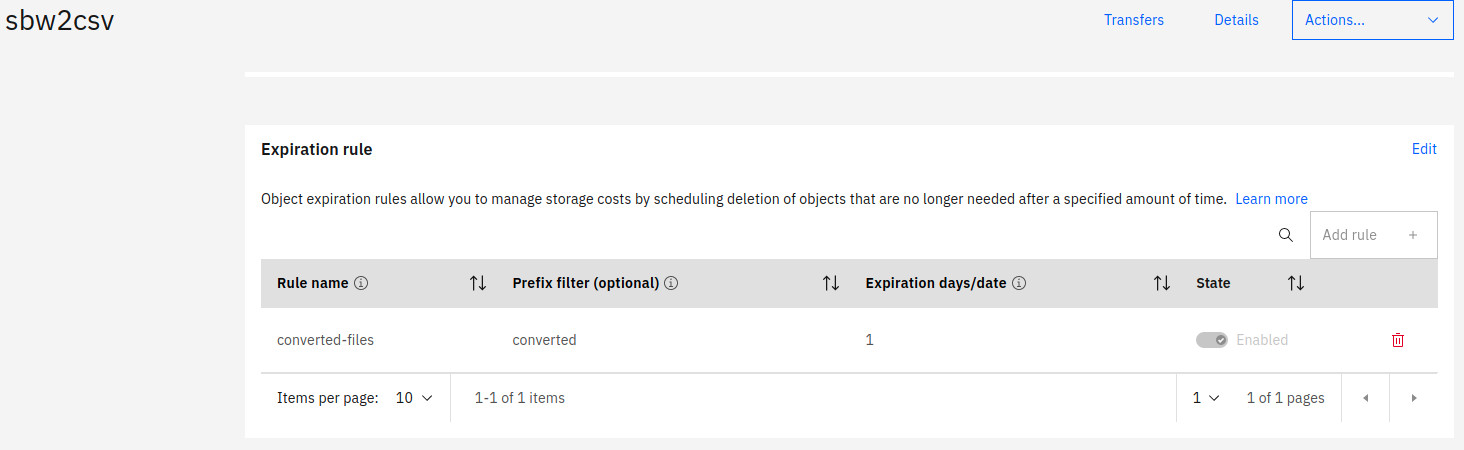 sbw2csv
Transfers Details Actions...
Expiration rule Edit
Object expiration rules allow you to manage storage costs by scheduling deletion of objects that are no longer needed after a specified amount of time. Learn more
Add rule +
Rule name Prefix filter (optional) Expiration days/date State
converted-files converted 1 Enabled
Items per page: 10 1-1 of 1 items 1 1 of 1 pages